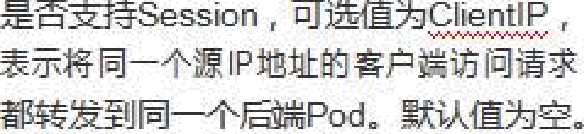 是否支持Session，可选值为ClientIP，
表示将同一个源IP地址的客户端访问请求
都转发到同一个后端Pod。默认值为空。